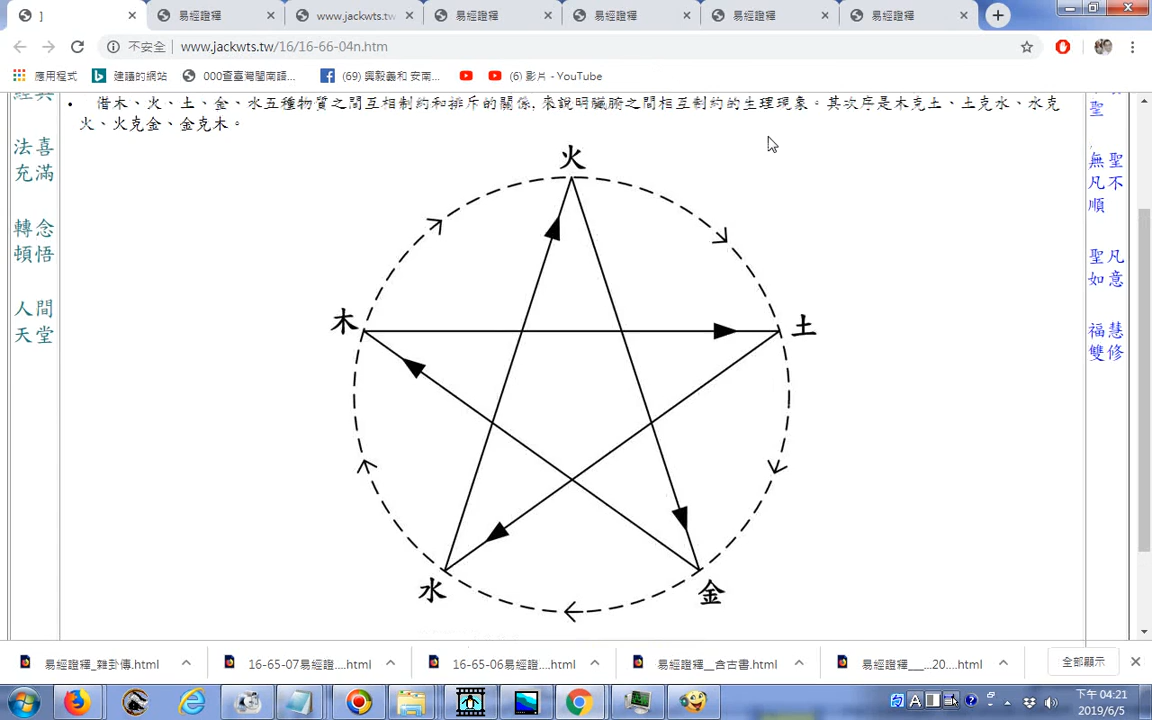 ]
易經證釋
www.jackwts.tw
易經證釋
易經證釋
易經證釋
易經證釋
不安全
www.jackwts.tw/16/16-66-04n.htm
應用程式
建議的網站
000查臺灣閩南語...
(69) 興毅義和 安南...
(6) 影片 - YouTube
借木、火、土、金、水五種物質之間互相制約和排斥的關係, 來說明臟腑之間相互制約的生理現象。其次序是木克土、土克水、水克
火、火克金、金克木。
法喜
充滿
轉念
頓悟
人間
天堂
聖
無聖
凡不
順
聖凡
如意
福慧
雙修
火
木
土
水
金
易經證釋_雜卦傳.html
16-65-07易經證....html
16-65-06易經證....html
易經證釋__含古書.html
易經證釋___...20....html
全部顯示
下午 04:21
2019/6/5